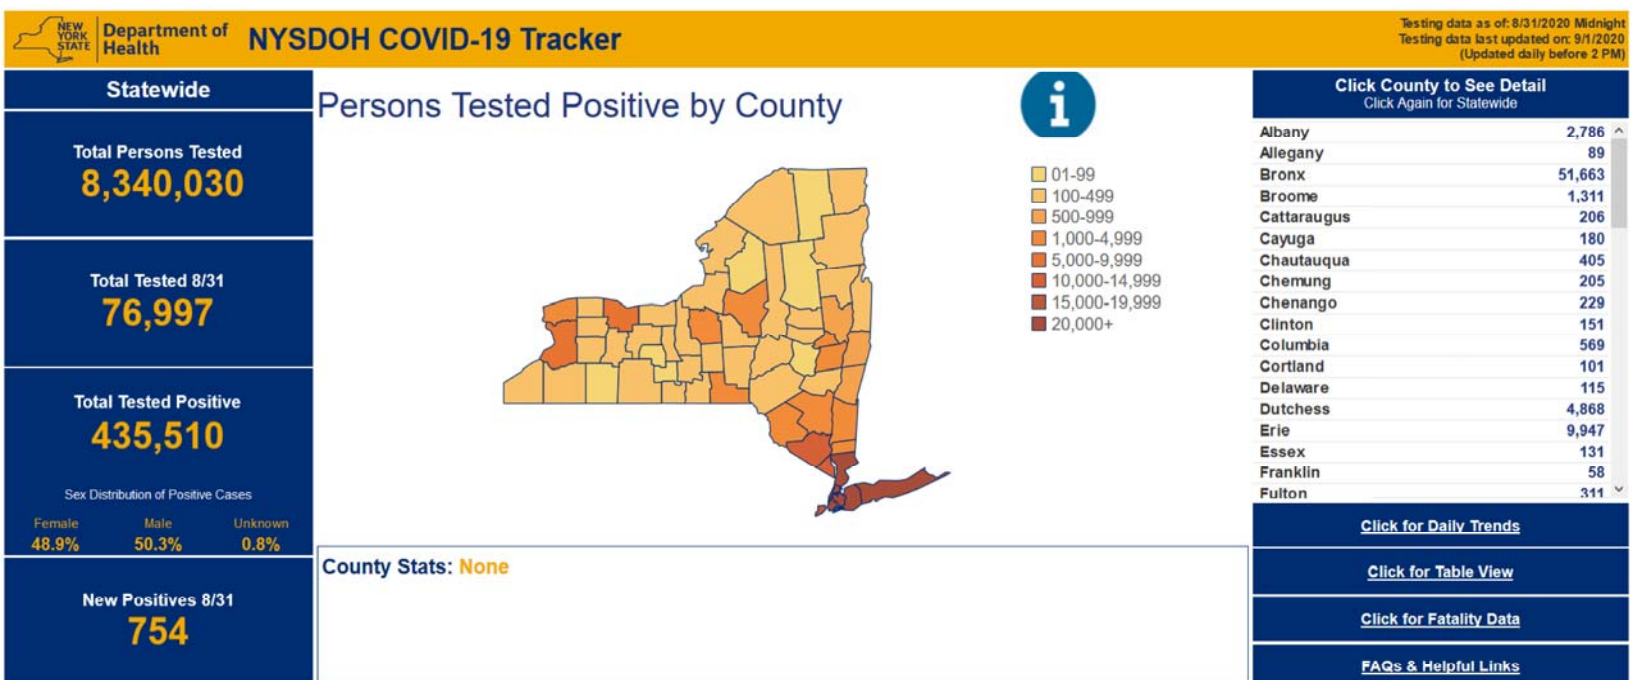 NEW
YORK
STATE
Department of
Health
NYSDOH COVID-19 Tracker
Testing data as of: 8/31/2020 Midnight
Testing data last updated on: 9/1/2020
(Updated daily before 2 PM)
Statewide
Total Persons Tested
8,340,030
Total Tested 8/31
76,997
Total Tested Positive
435,510
Sex Distribution of Positive Cases
Female Male Unknown
48.9% 50.3% 0.8%
New Positives 8/31
754
Persons Tested Positive by County
i
01-99
100-499
500-999
1,000-4,999
5,000-9,999
10,000-14,999
15,000-19,999
20,000+
County Stats: None
Click County to See Detail
Click Again for Statewide
Albany 2,786
Allegany 89
Bronx 51,663
Broome 1,311
Cattaraugus 206
Cayuga 180
Chautauqua 405
Chemung 205
Chenango 229
Clinton 151
Columbia 569
Cortland 101
Delaware 115
Dutchess 4,868
Erie 9,947
Essex 131
Franklin 58
Fulton 311
Click for Daily Trends
Click for Table View
Click for Fatality Data
FAQs & Helpful Links